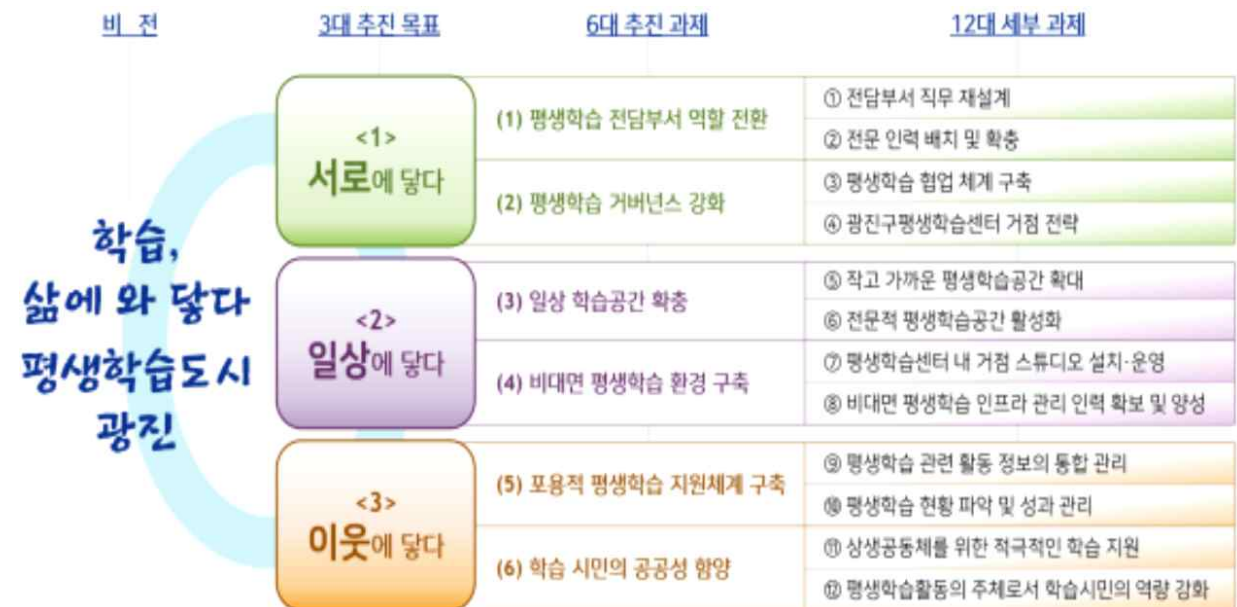 비 전
3대 추진 목표
6대 추진 과제
12대 세부 과제
학습,
삶에 와 닿다
평생학습도시
광진
<1>
서로에 닿다
(1) 평생학습 전담부서 역할 전환
① 전담부서 직무 재설계
② 전문 인력 배치 및 확충
(2) 평생학습 거버넌스 강화
③ 평생학습 협업 체계 구축
④ 광진구평생학습센터 거점 전략
<2>
일상에 닿다
(3) 일상 학습공간 확충
⑤ 작고 가까운 평생학습공간 확대
⑥ 전문적 평생학습공간 활성화
(4) 비대면 평생학습 환경 구축
⑦ 평생학습센터 내 거점 스튜디오 설치·운영
⑧ 비대면 평생학습 인프라 관리 인력 확보 및 양성
<3>
이웃에 닿다
(5) 포용적 평생학습 지원체계 구축
⑨ 평생학습 관련 활동 정보의 통합 관리
⑩ 평생학습 현황 파악 및 성과 관리
(6) 학습 시민의 공공성 함양
⑪ 상생공동체를 위한 적극적인 학습 지원
⑫ 평생학습활동의 주체로서 학습시민의 역량 강화